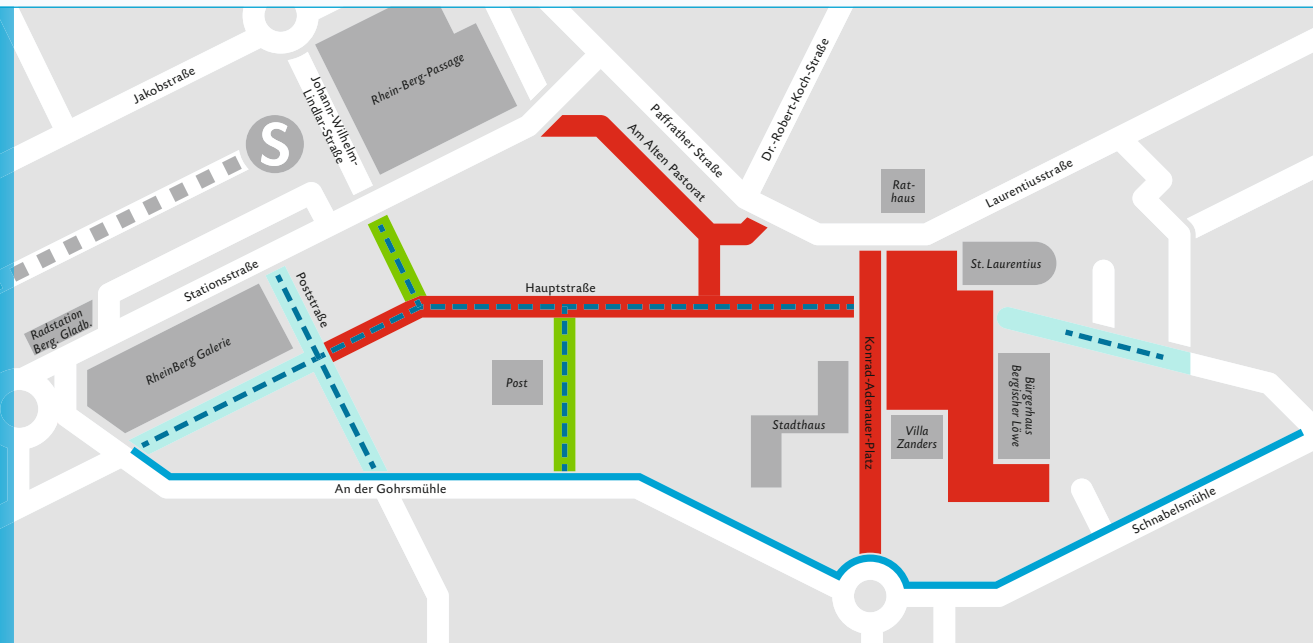 Jakobstraße
Johann-Wilhelm-
Lindlar-Straße
Rhein-Berg-Passage
S
Paffrather Straße
Am Alten Pastorat
Dr.-Robert-Koch-Straße
Rat-
haus
Laurentiusstraße
St. Laurentius
Stationsstraße
Poststraße
Hauptstraße
Radstation
Berg. Gladb.
RheinBerg Galerie
Post
Stadthaus
Konrad-Adenauer-Platz
Villa
Zanders
Bürgerhaus
Bergischer Löwe
An der Gohrsmühle
Schnabelsmühle